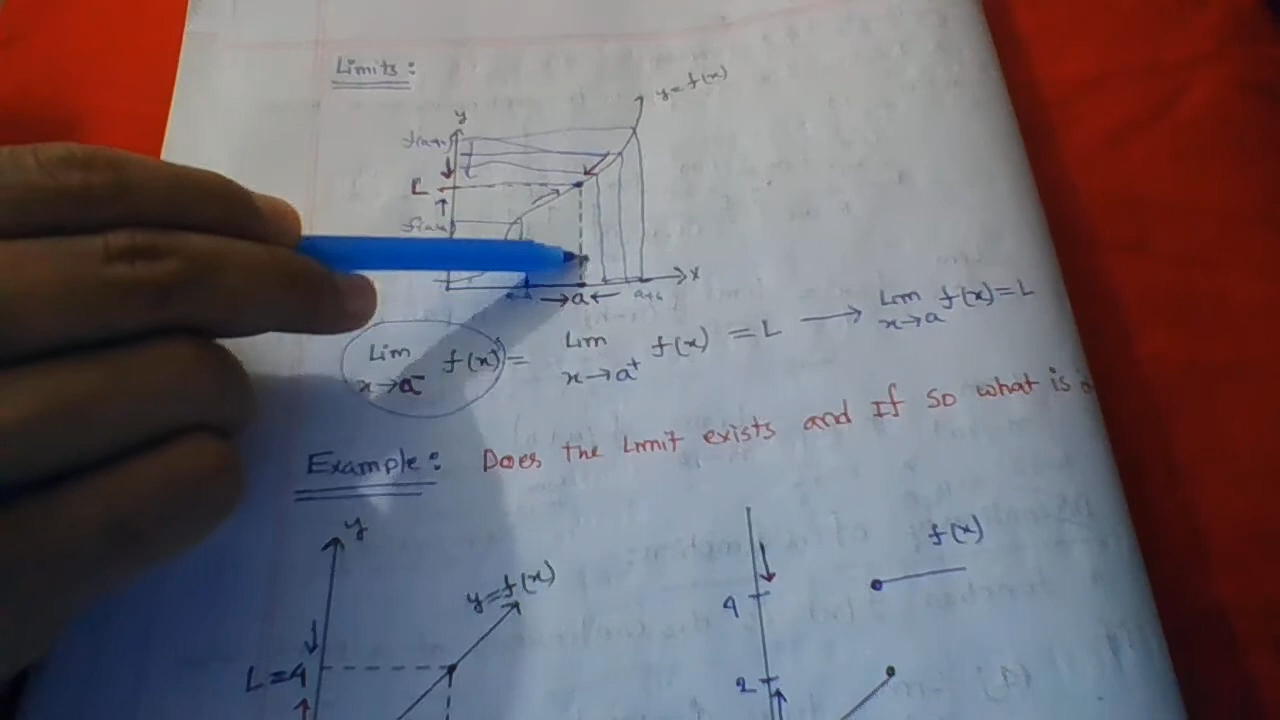 Limits:
y
y=f(x)
L
x
a
a+h
Lim f(x) = Lim f(x) = L → Lim f(x)=L
x→a⁻ x→a⁺ x→a
Example: Does the Limit exists and If so what is
y
y=f(x)
L=4
f(x)
4
2